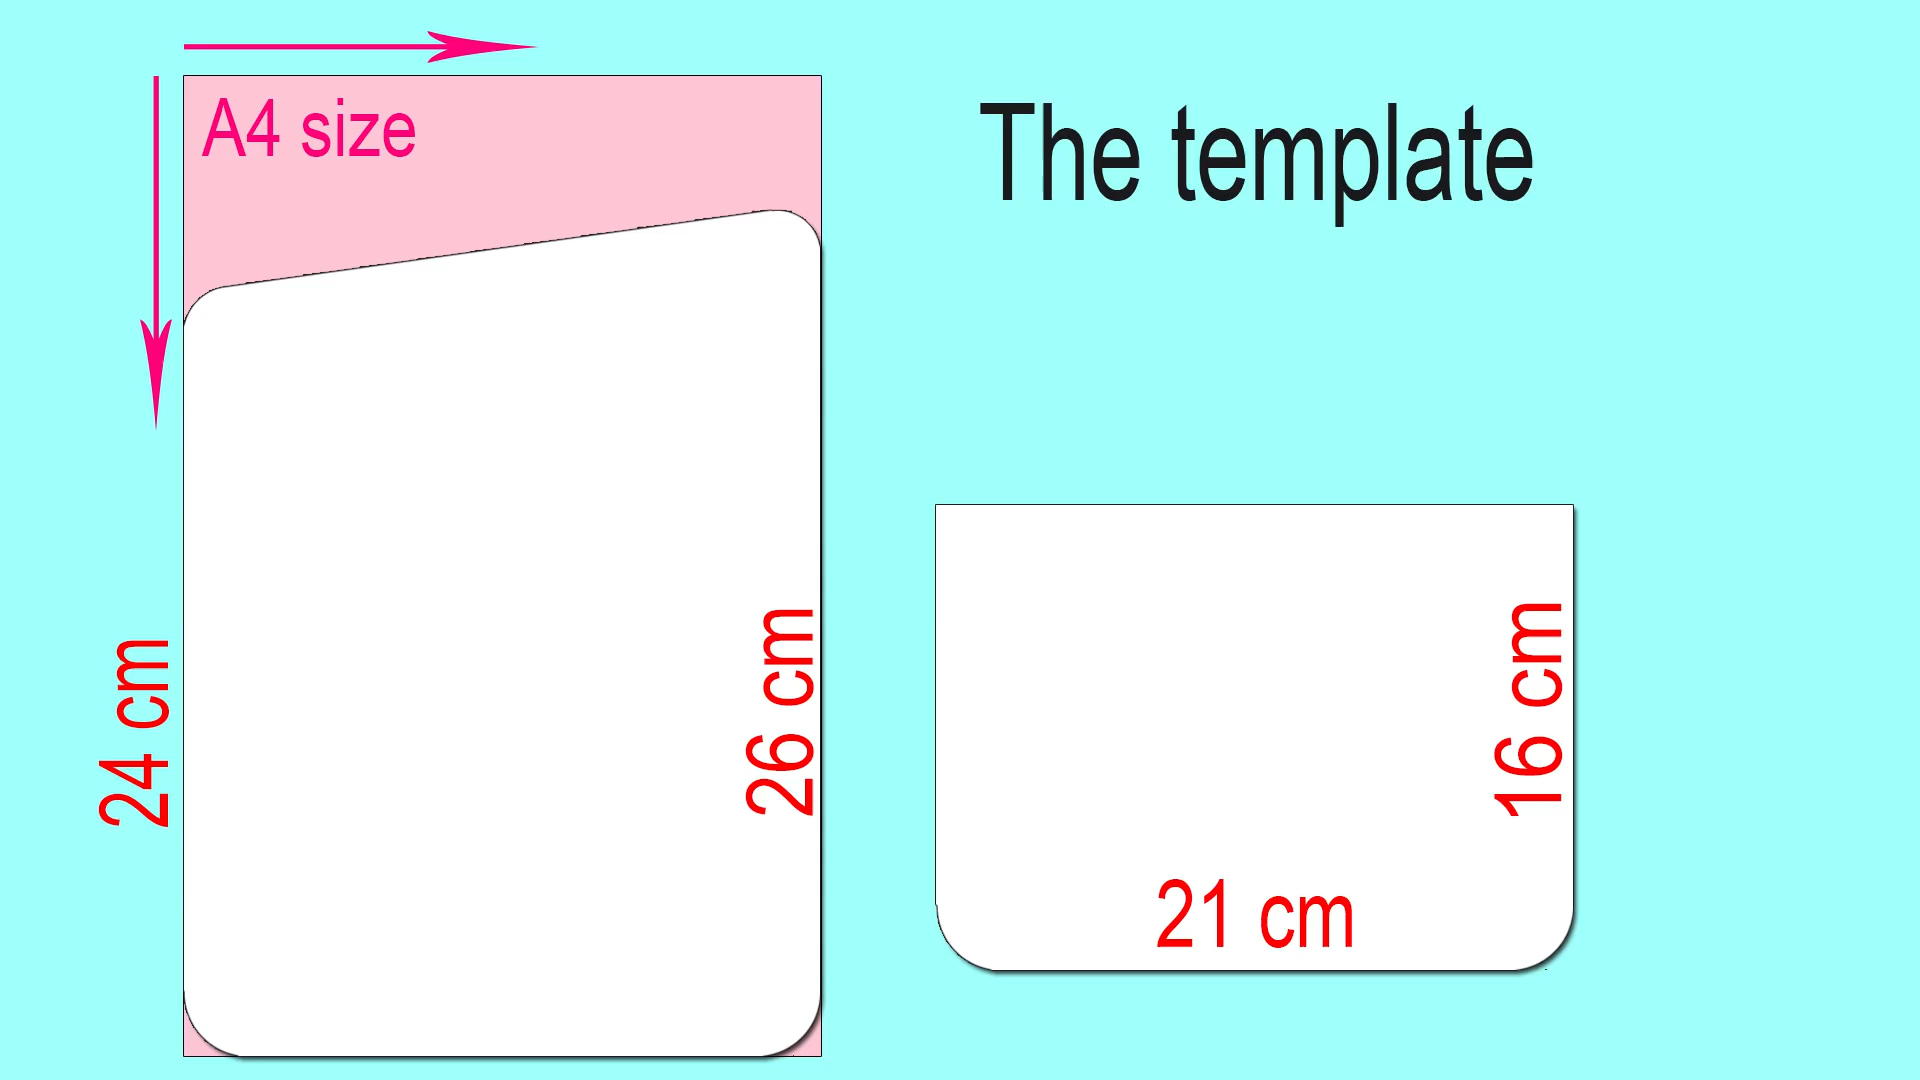 A4 size
The template
24 cm
26 cm
16 cm
21 cm